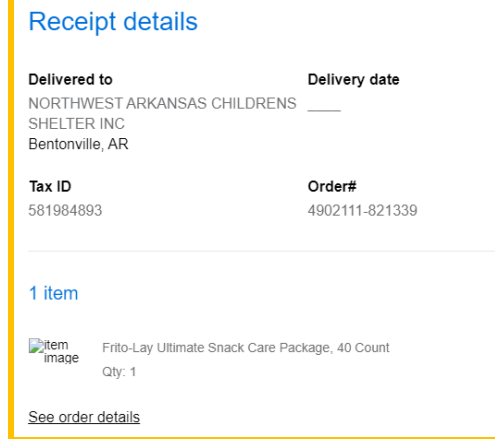 Receipt details
Delivered to
Delivery date
NORTHWEST ARKANSAS CHILDRENS
____
SHELTER INC
Bentonville, AR
Tax ID
Order#
581984893
4902111-821339
1 item
item
image
Frito-Lay Ultimate Snack Care Package, 40 Count
Qty: 1
See order details